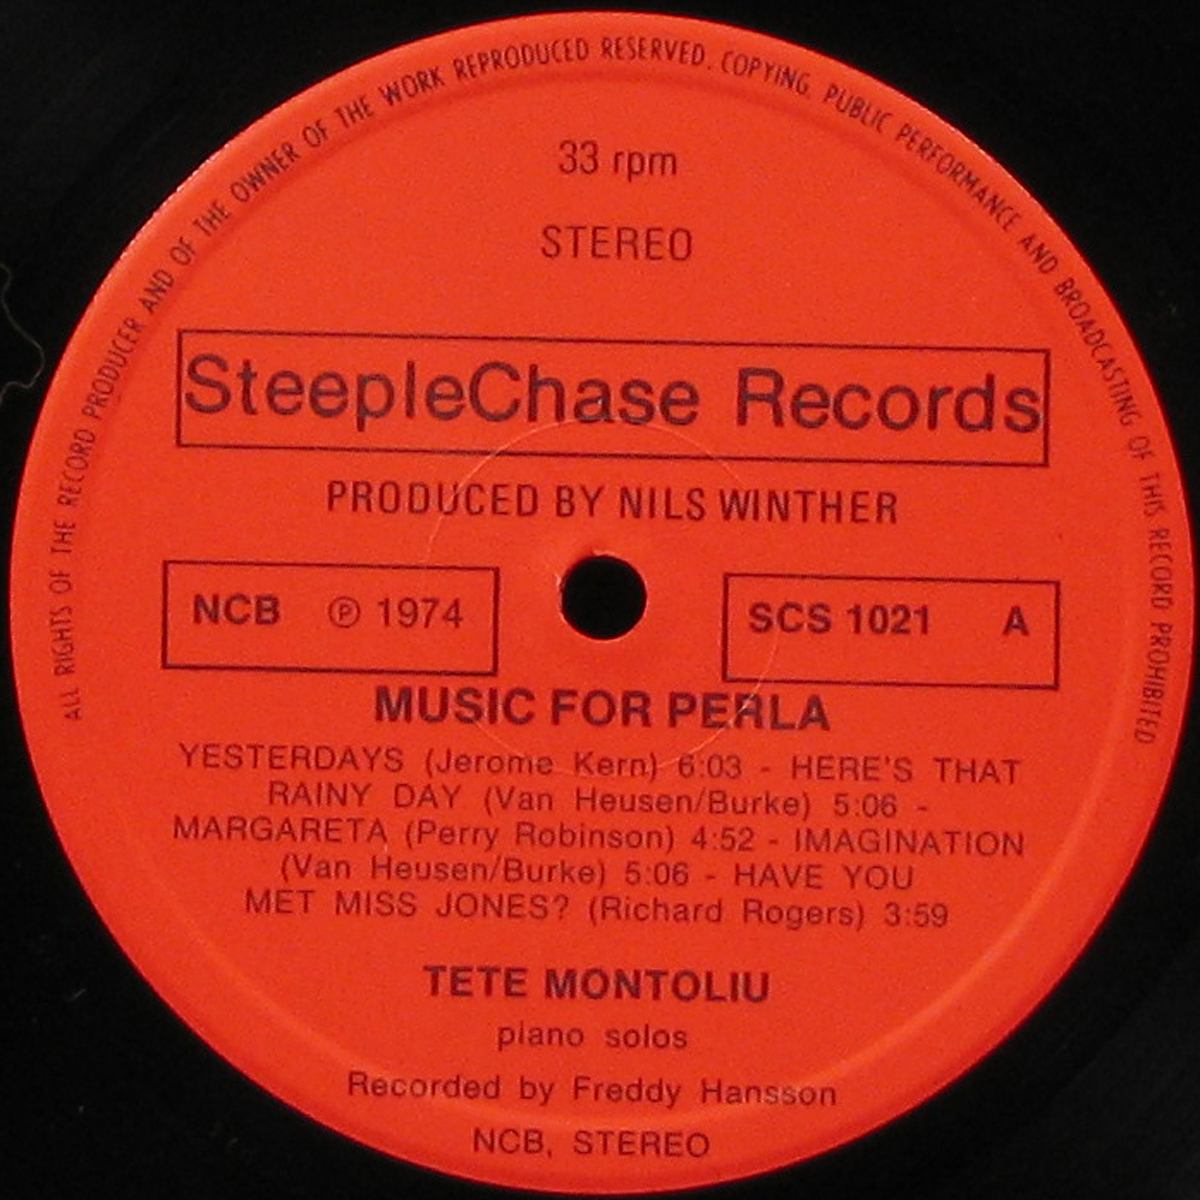 ALL RIGHTS OF THE RECORD PRODUCER AND OF THE OWNER OF THE WORK REPRODUCED RESERVED. COPYING, PUBLIC PERFORMANCE AND BROADCASTING OF THIS RECORD PROHIBITED
33 rpm
STEREO
SteepleChase Records
PRODUCED BY NILS WINTHER
NCB ℗ 1974
SCS 1021 A
MUSIC FOR PERLA
YESTERDAYS (Jerome Kern) 6:03 - HERE'S THAT
RAINY DAY (Van Heusen/Burke) 5:06 -
MARGARETA (Perry Robinson) 4:52 - IMAGINATION
(Van Heusen/Burke) 5:06 - HAVE YOU
MET MISS JONES? (Richard Rogers) 3:59
TETE MONTOLIU
piano solos
Recorded by Freddy Hansson
NCB, STEREO